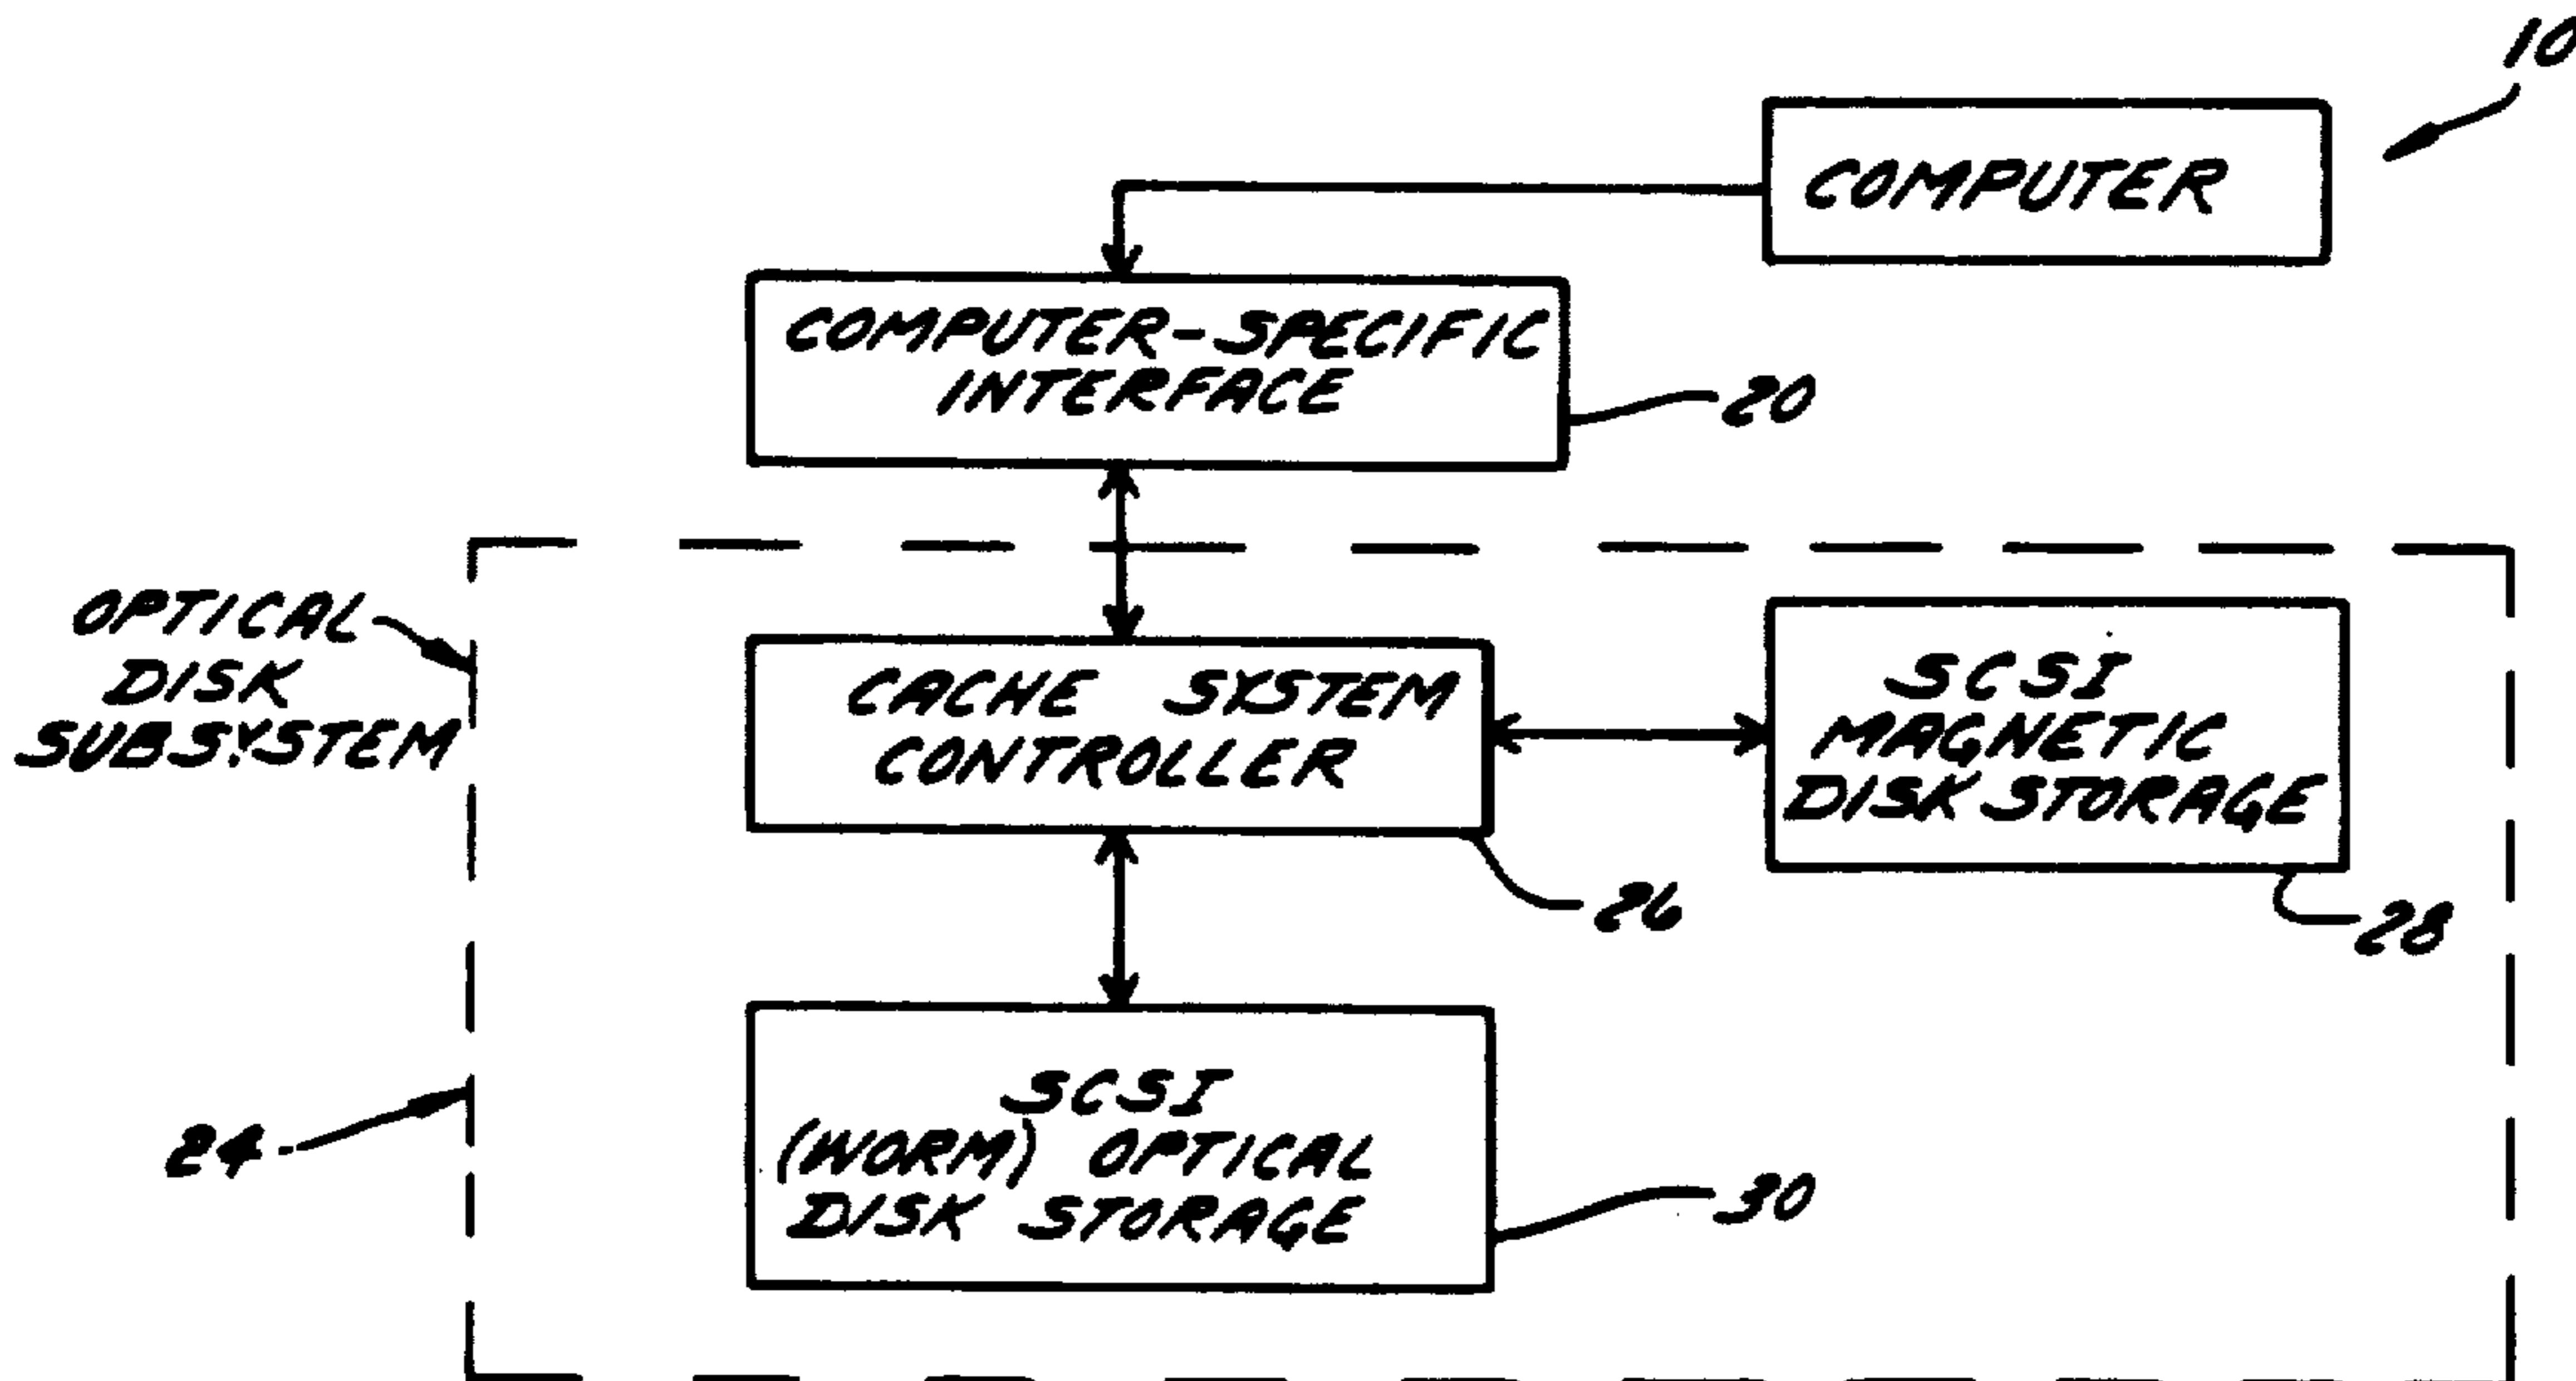 10
COMPUTER
COMPUTER-SPECIFIC
INTERFACE
20
OPTICAL
DISK
SUBSYSTEM
CACHE SYSTEM
CONTROLLER
26
SCSI
MAGNETIC
DISK STORAGE
28
24
SCSI
(WORM) OPTICAL
DISK STORAGE
30